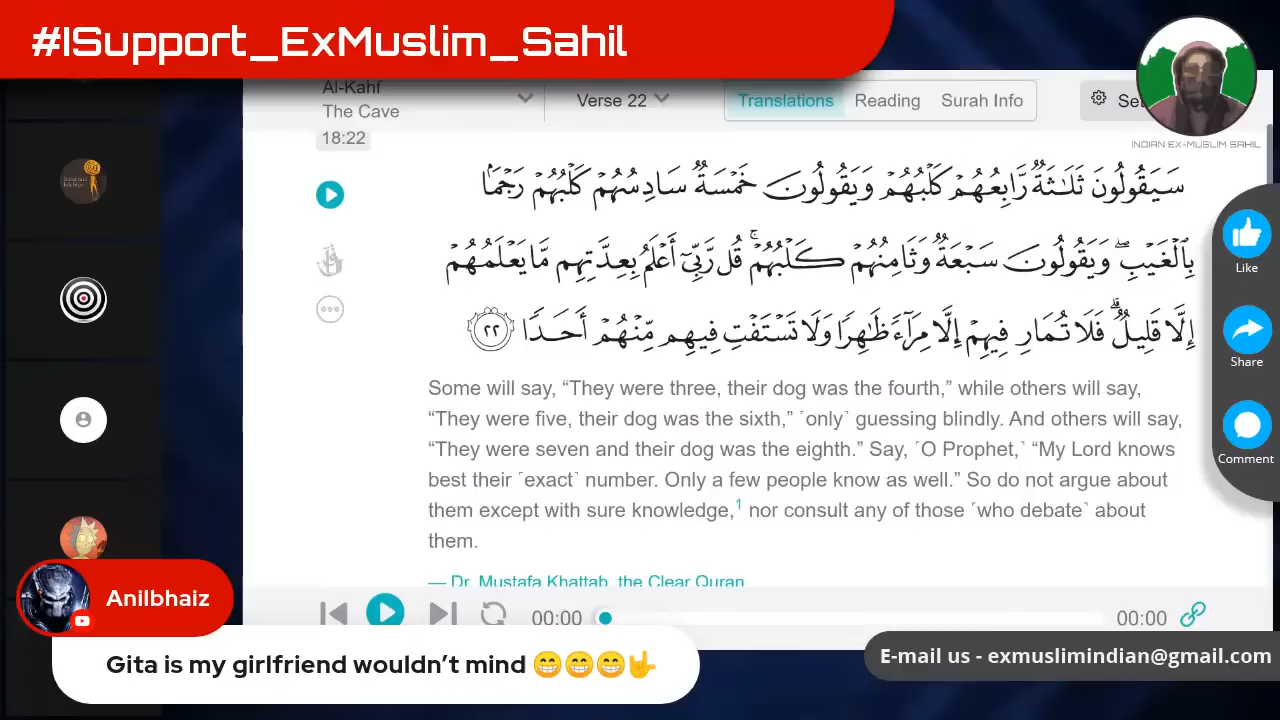 #ISupport_ExMuslim_Sahil
Al-Kahf
The Cave
Verse 22
Translations
Reading
Surah Info
18:22
INDIAN EX-MUSLIM SAHIL
سَيَقُولُونَ ثَلَـٰثَةٌ رَّابِعُهُمْ كَلْبُهُمْ وَيَقُولُونَ خَمْسَةٌ سَادِسُهُمْ كَلْبُهُمْ رَجْمًۢا
بِٱلْغَيْبِ ۖ وَيَقُولُونَ سَبْعَةٌ وَثَامِنُهُمْ كَلْبُهُمْ ۚ قُل رَّبِّىٓ أَعْلَمُ بِعِدَّتِهِم مَّا يَعْلَمُهُمْ
إِلَّا قَلِيلٌ ۗ فَلَا تُمَارِ فِيهِمْ إِلَّا مِرَآءً ظَـٰهِرًا وَلَا تَسْتَفْتِ فِيهِم مِّنْهُمْ أَحَدًا ٢٢
Some will say, “They were three, their dog was the fourth,” while others will say,
“They were five, their dog was the sixth,” ˹only˺ guessing blindly. And others will say,
“They were seven and their dog was the eighth.” Say, ˹O Prophet,˺ “My Lord knows
best their ˹exact˺ number. Only a few people know as well.” So do not argue about
them except with sure knowledge,1 nor consult any of those ˹who debate˺ about
them.
— Dr. Mustafa Khattab, the Clear Quran
Like
Share
Comment
Anilbhaiz
00:00
00:00
Gita is my girlfriend wouldn’t mind 😁😁😁🤟
E-mail us - exmuslimindian@gmail.com